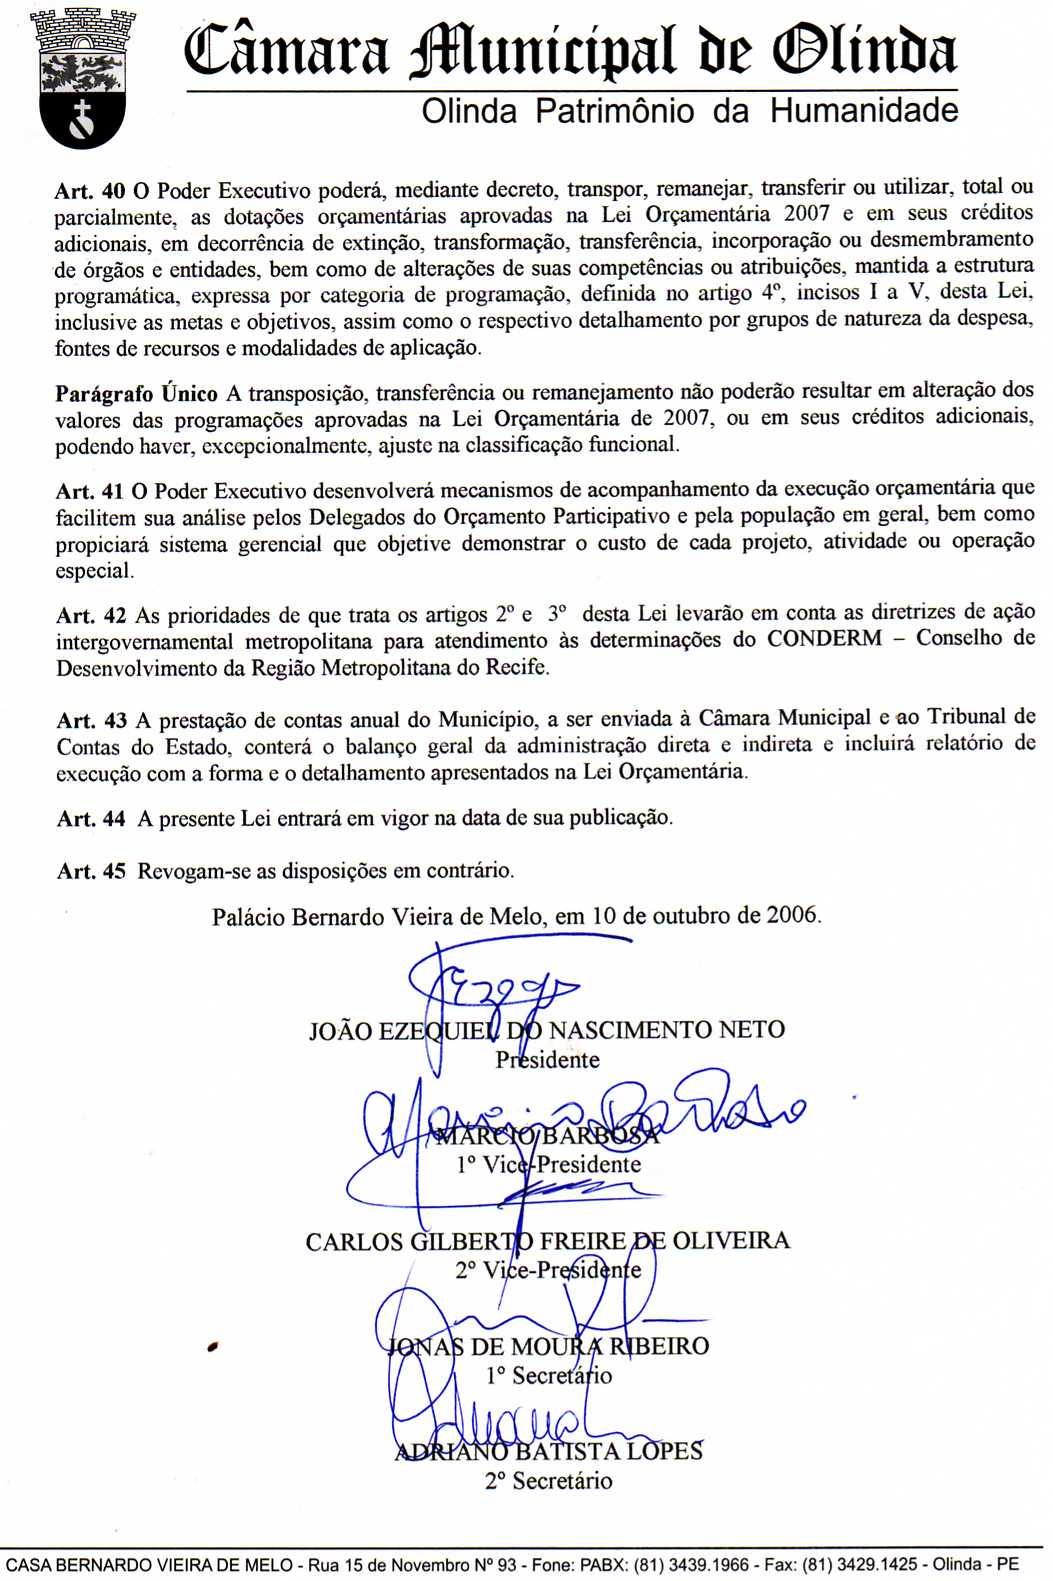 Câmara Municipal de Olinda
Olinda Patrimônio da Humanidade
Art. 40 O Poder Executivo poderá, mediante decreto, transpor, remanejar, transferir ou utilizar, total ou
parcialmente, as dotações orçamentárias aprovadas na Lei Orçamentária 2007 e em seus créditos
adicionais, em decorrência de extinção, transformação, transferência, incorporação ou desmembramento
de órgãos e entidades, bem como de alterações de suas competências ou atribuições, mantida a estrutura
programática, expressa por categoria de programação, definida no artigo 4º, incisos I a V, desta Lei,
inclusive as metas e objetivos, assim como o respectivo detalhamento por grupos de natureza da despesa,
fontes de recursos e modalidades de aplicação.
Parágrafo Único A transposição, transferência ou remanejamento não poderão resultar em alteração dos
valores das programações aprovadas na Lei Orçamentária de 2007, ou em seus créditos adicionais,
podendo haver, excepcionalmente, ajuste na classificação funcional.
Art. 41 O Poder Executivo desenvolverá mecanismos de acompanhamento da execução orçamentária que
facilitem sua análise pelos Delegados do Orçamento Participativo e pela população em geral, bem como
propiciará sistema gerencial que objetive demonstrar o custo de cada projeto, atividade ou operação
especial.
Art. 42 As prioridades de que trata os artigos 2º e 3º desta Lei levarão em conta as diretrizes de ação
intergovernamental metropolitana para atendimento às determinações do CONDERM – Conselho de
Desenvolvimento da Região Metropolitana do Recife.
Art. 43 A prestação de contas anual do Município, a ser enviada à Câmara Municipal e ao Tribunal de
Contas do Estado, conterá o balanço geral da administração direta e indireta e incluirá relatório de
execução com a forma e o detalhamento apresentados na Lei Orçamentária.
Art. 44 A presente Lei entrará em vigor na data de sua publicação.
Art. 45 Revogam-se as disposições em contrário.
Palácio Bernardo Vieira de Melo, em 10 de outubro de 2006.
JOÃO EZEQUIEL DO NASCIMENTO NETO
Presidente
Marcio Barbosa
MÁRCIO BARBOSA
1º Vice-Presidente
CARLOS GILBERTO FREIRE DE OLIVEIRA
2º Vice-Presidente
JONAS DE MOURA RIBEIRO
1º Secretário
ADRIANO BATISTA LOPES
2º Secretário
CASA BERNARDO VIEIRA DE MELO - Rua 15 de Novembro Nº 93 - Fone: PABX: (81) 3439.1966 - Fax: (81) 3429.1425 - Olinda - PE